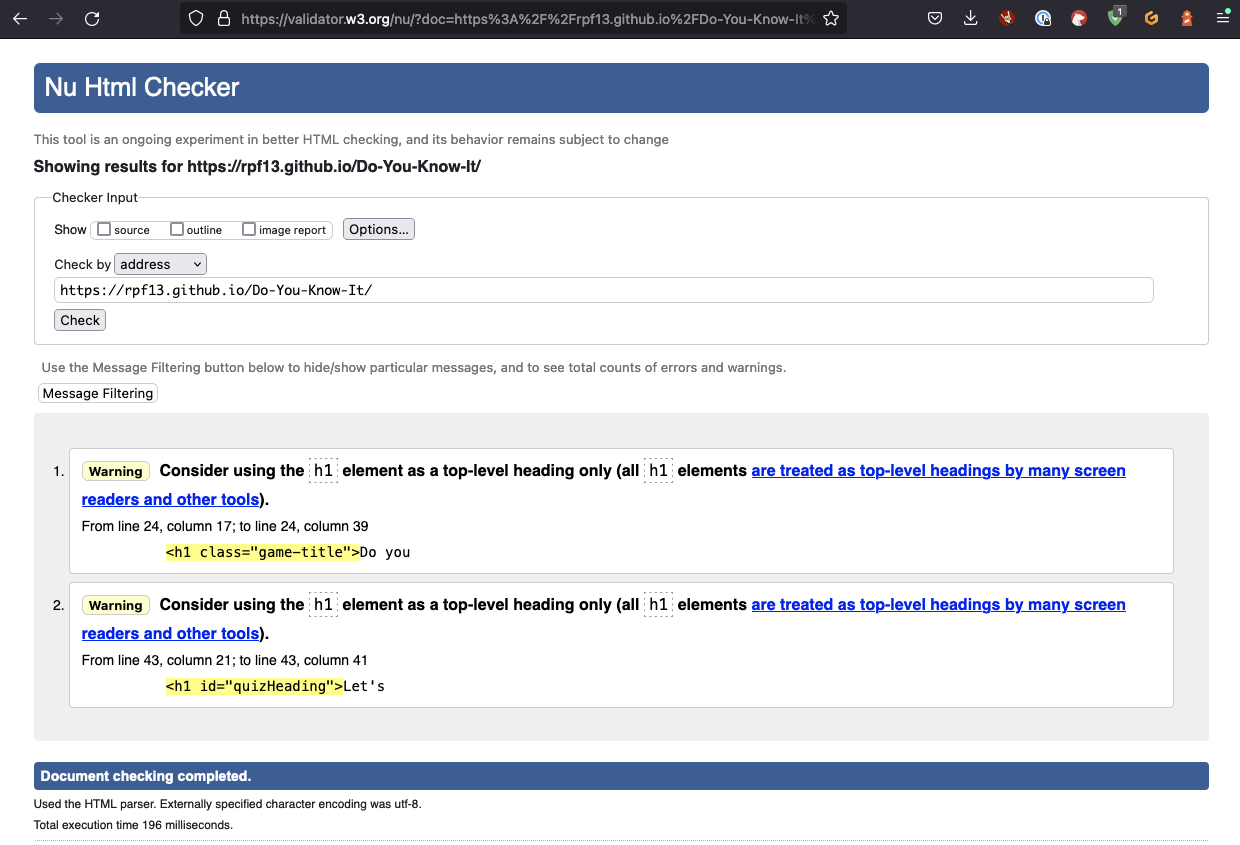 https://validator.w3.org/nu/?doc=https%3A%2F%2Frpf13.github.io%2FDo-You-Know-It%
1
Nu Html Checker
This tool is an ongoing experiment in better HTML checking, and its behavior remains subject to change
Showing results for https://rpf13.github.io/Do-You-Know-It/
Checker Input
Show source outline image report Options...
Check by address
https://rpf13.github.io/Do-You-Know-It/
Check
Use the Message Filtering button below to hide/show particular messages, and to see total counts of errors and warnings.
Message Filtering
1. Warning Consider using the h1 element as a top-level heading only (all h1 elements are treated as top-level headings by many screen
readers and other tools).
From line 24, column 17; to line 24, column 39
<h1 class="game-title">Do you
2. Warning Consider using the h1 element as a top-level heading only (all h1 elements are treated as top-level headings by many screen
readers and other tools).
From line 43, column 21; to line 43, column 41
<h1 id="quizHeading">Let's
Document checking completed.
Used the HTML parser. Externally specified character encoding was utf-8.
Total execution time 196 milliseconds.